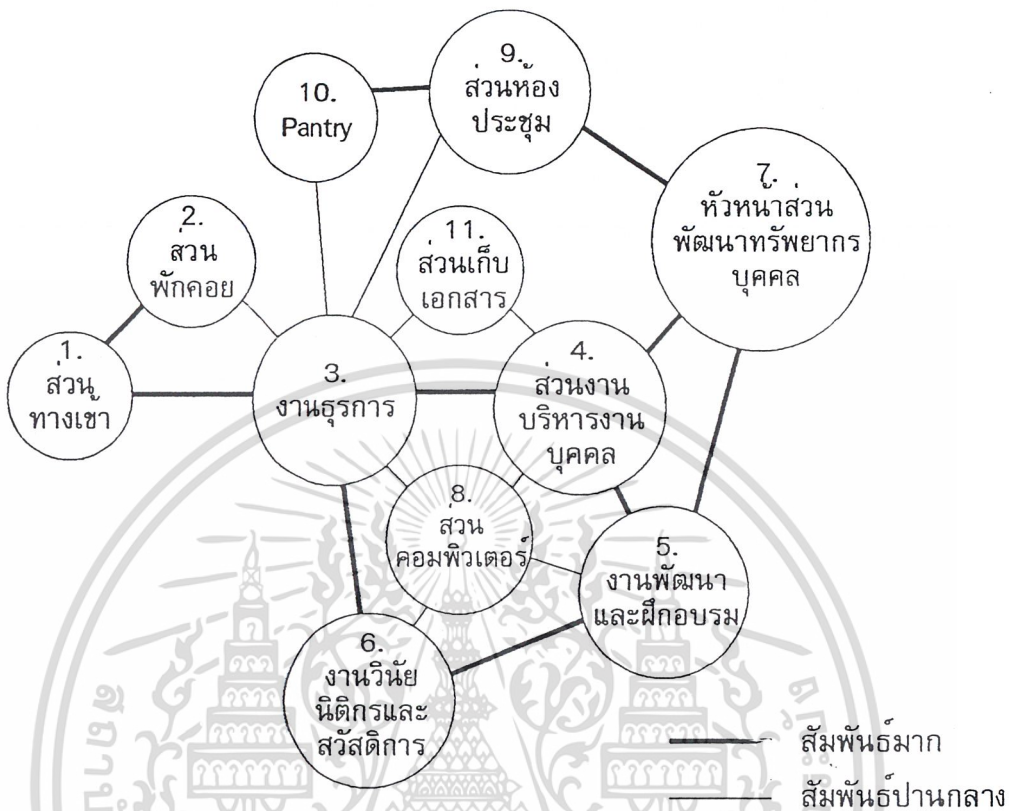 9.
ส่วนห้อง
ประชุม
10.
Pantry
7.
หัวหน้าส่วน
พัฒนาทรัพยากร
บุคคล
2.
ส่วน
พักคอย
11.
ส่วนเก็บ
เอกสาร
1.
ส่วน
ทางเข้า
3.
งานธุรการ
4.
ส่วนงาน
บริหารงาน
บุคคล
8.
ส่วน
คอมพิวเตอร์
5.
งานพัฒนา
และฝึกอบรม
6.
งานวินัย
นิติกรและ
สวัสดิการ
สัมพันธ์มาก
สัมพันธ์ปานกลาง